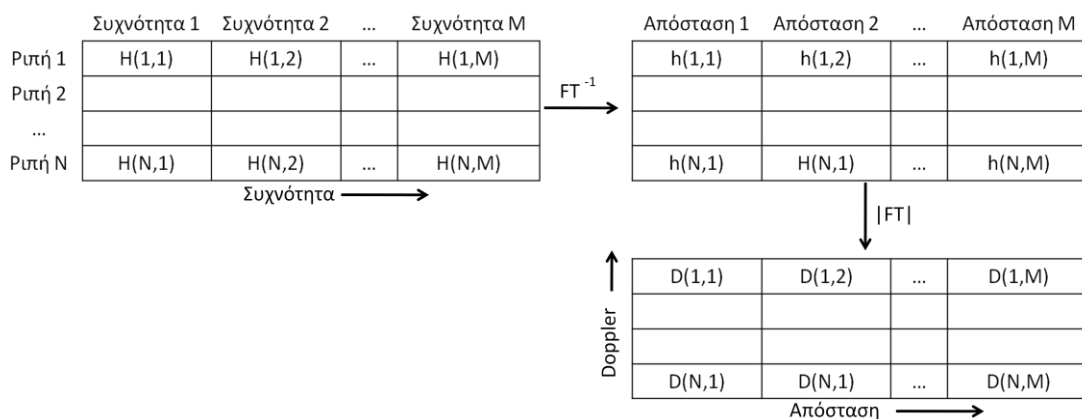 Συχνότητα 1 Συχνότητα 2 ... Συχνότητα M
Ριπή 1 H(1,1) H(1,2) ... H(1,M)
Ριπή 2
...
Ριπή N H(N,1) H(N,2) ... H(N,M)
Συχνότητα
FT -1
Απόσταση 1 Απόσταση 2 ... Απόσταση M
h(1,1) h(1,2) ... h(1,M)
h(N,1) H(N,1) ... h(N,M)
|FT|
Doppler
D(1,1) D(1,2) ... D(1,M)
D(N,1) D(N,1) ... D(N,M)
Απόσταση